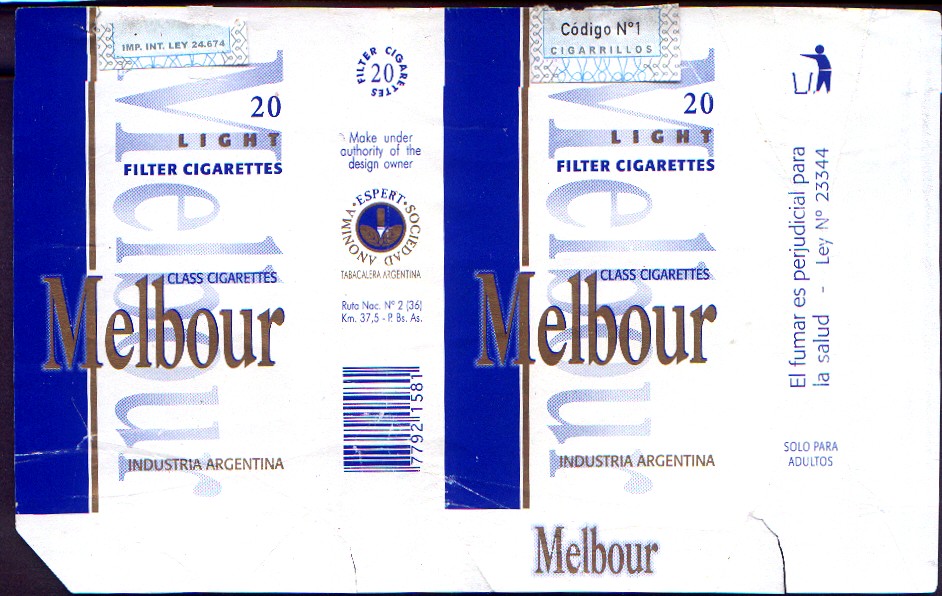 IMP. INT. LEY 24.674
Melbour
20
LIGHT
FILTER CIGARETTES
CLASS CIGARETTES
Melbour
INDUSTRIA ARGENTINA
FILTER CIGARETTES
20
Make under
authority of the
design owner
ESPERT · SOCIEDAD ANONIMA ·
TABACALERA ARGENTINA
Ruta Nac. Nº 2 (36)
Km. 37,5 - P. Bs. As.
77921581
Código Nº1
CIGARRILLOS
Melbour
20
LIGHT
FILTER CIGARETTES
CLASS CIGARETTES
Melbour
INDUSTRIA ARGENTINA
Melbour
El fumar es perjudicial para
la salud - Ley Nº 23344
SOLO PARA
ADULTOS